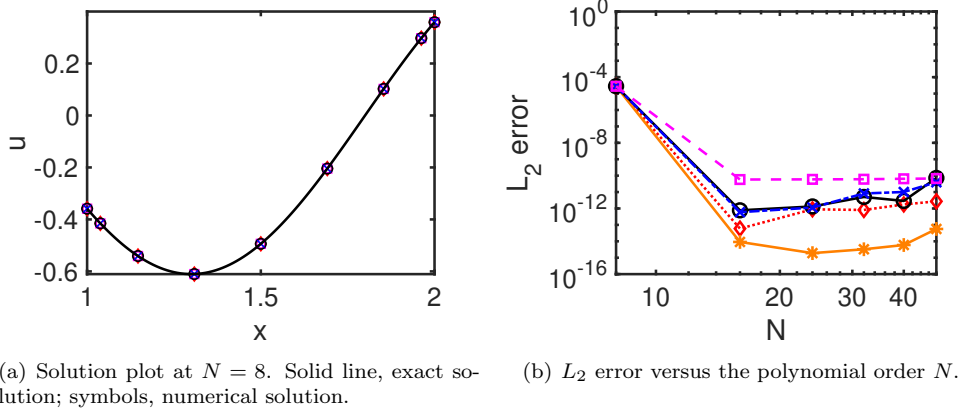 0.2
0
-0.2
-0.4
-0.6
u
1
1.5
2
x
10^0
10^-4
10^-8
10^-12
10^-16
L_2 error
10
20
30
40
N
(a) Solution plot at N = 8. Solid line, exact so-
lution; symbols, numerical solution.
(b) L_2 error versus the polynomial order N.